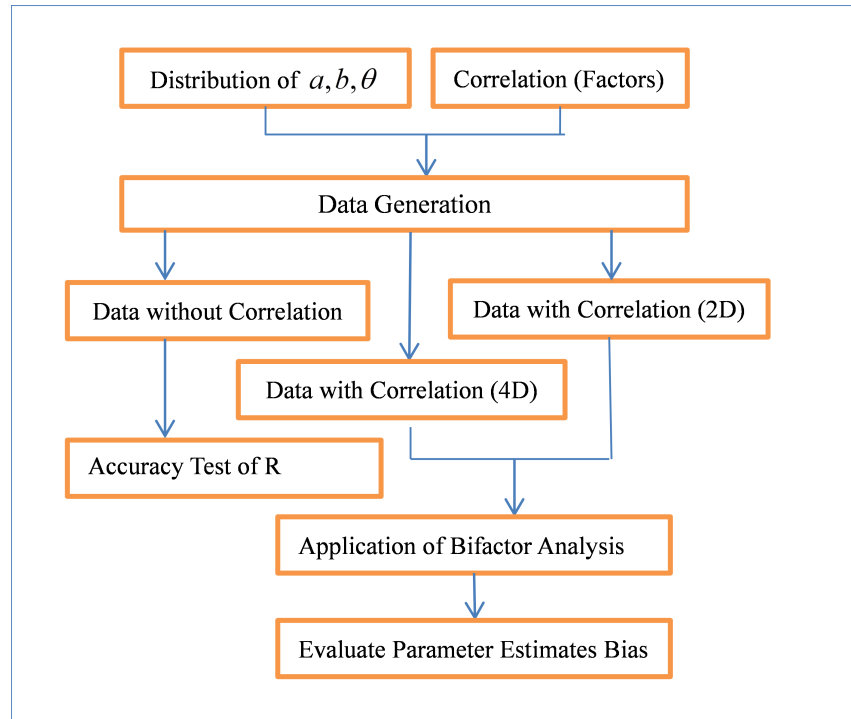 Distribution of a, b, θ
Correlation (Factors)
Data Generation
Data without Correlation
Data with Correlation (2D)
Data with Correlation (4D)
Accuracy Test of R
Application of Bifactor Analysis
Evaluate Parameter Estimates Bias